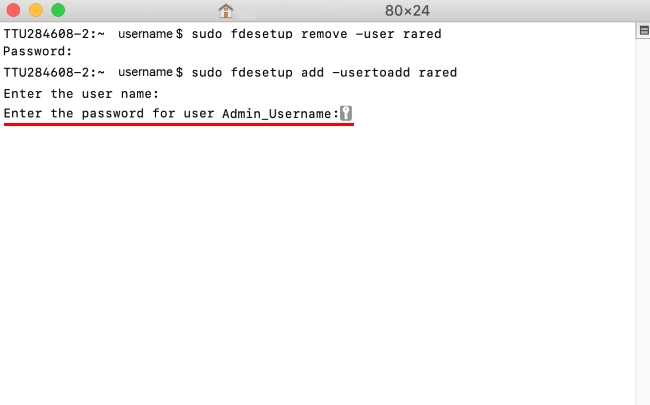 80×24
TTU284608-2:~ username$ sudo fdesetup remove -user rared
Password:
TTU284608-2:~ username$ sudo fdesetup add -usertoadd rared
Enter the user name:
Enter the password for user Admin_Username: